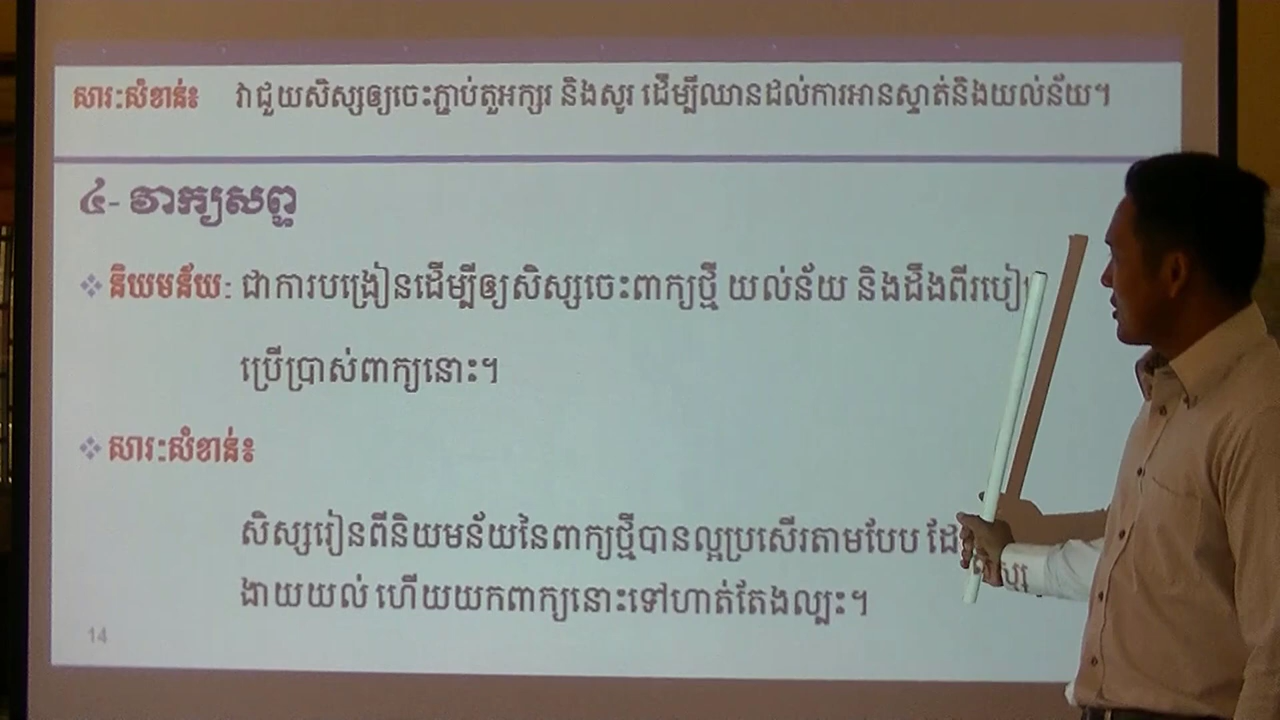 សារៈសំខាន់៖ វាជួយសិស្សឲ្យចេះភ្ជាប់តួអក្សរ និងសូរ ដើម្បីឈានដល់ការអានស្ទាត់និងយល់ន័យ។
៤- វាក្យសព្ទ
❖ និយមន័យ: ជាការបង្រៀនដើម្បីឲ្យសិស្សចេះពាក្យថ្មី យល់ន័យ និងដឹងពី
ប្រើប្រាស់ពាក្យនោះ។
❖ សារៈសំខាន់៖
សិស្សរៀនពីនិយមន័យនៃពាក្យថ្មីបានល្អប្រសើរតាមបែប
ងាយយល់ ហើយយកពាក្យនោះទៅហាត់តែងល្បះ។
14